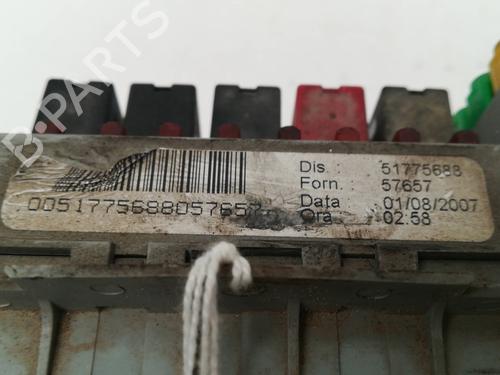 B-PARTS
Dis. : 51775688
Forn. : 57657
Data : 01/08/2007
Ora : 02:58
0051775688057657